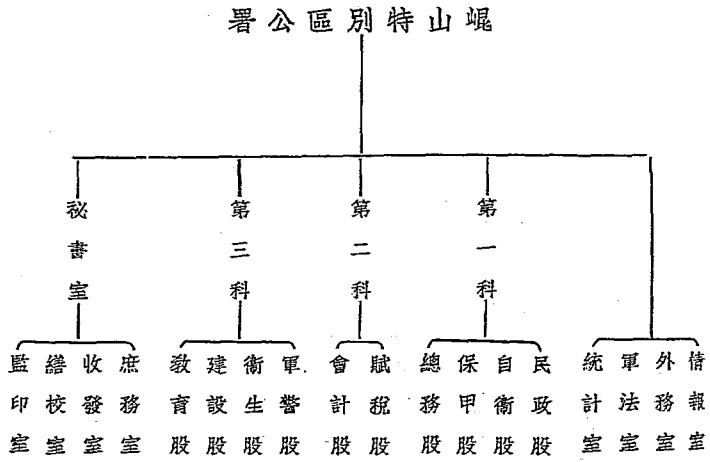 崐山特別區公署
第一科
第二科
第三科
秘書室
情報室
外務室
軍法室
統計室
民政股
自衛股
保甲股
總務股
賦稅股
會計股
軍警股
衛生股
建設股
教育股
庶務室
收發室
繕校室
監印室